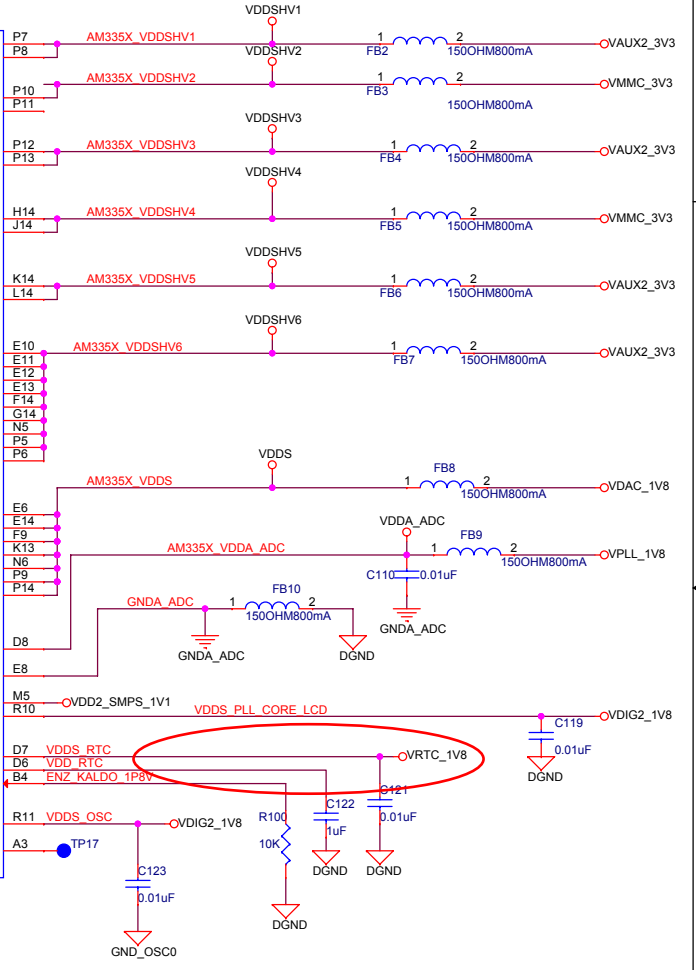 VDDSHV1
P7 AM335X_VDDSHV1 1 2 VAUX2_3V3
P8 FB2 150OHM800mA
VDDSHV2
P10 AM335X_VDDSHV2 1 2 VMMC_3V3
P11 FB3 150OHM800mA
VDDSHV3
P12 AM335X_VDDSHV3 1 2 VAUX2_3V3
P13 FB4 150OHM800mA
VDDSHV4
H14 AM335X_VDDSHV4 1 2 VMMC_3V3
J14 FB5 150OHM800mA
VDDSHV5
K14 AM335X_VDDSHV5 1 2 VAUX2_3V3
L14 FB6 150OHM800mA
VDDSHV6
E10 AM335X_VDDSHV6 1 2 VAUX2_3V3
E11 FB7 150OHM800mA
E12
E13
F14
G14
N5
P5
P6
VDDS FB8
AM335X_VDDS 1 2 VDAC_1V8
150OHM800mA
E6
E14 VDDA_ADC FB9
F9
K13 AM335X_VDDA_ADC 1 2 VPLL_1V8
N6 150OHM800mA
P9 C110 0.01uF
P14 FB10
GNDA_ADC 1 2
150OHM800mA GNDA_ADC
D8 GNDA_ADC DGND
E8
M5 VDD2_SMPS_1V1
R10 VDDS_PLL_CORE_LCD VDIG2_1V8
C119
0.01uF
DGND
D7 VDDS_RTC VRTC_1V8
D6 VDD_RTC
B4 ENZ_KALDO_1P8V
C121
C122
R11 VDDS_OSC VDIG2_1V8 R100 0.01uF
1uF
A3 TP17 10K
DGND DGND
C123
0.01uF
DGND
GND_OSC0